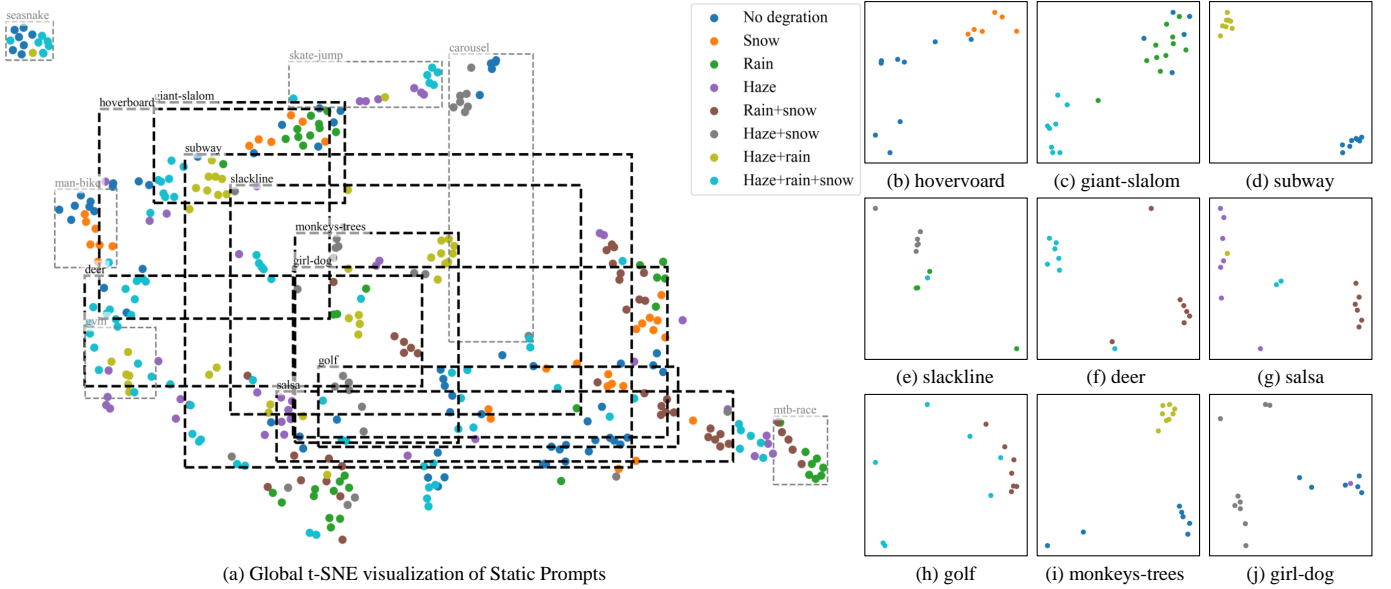 seasnake
skate-jump
carousel
giant-slalom
hoverboard
subway
slackline
man-bike
monkeys-trees
girl-dog
deer
gym
golf
salsa
mtb-race
No degration
Snow
Rain
Haze
Rain+snow
Haze+snow
Haze+rain
Haze+rain+snow
(a) Global t-SNE visualization of Static Prompts
(b) hovervoard
(c) giant-slalom
(d) subway
(e) slackline
(f) deer
(g) salsa
(h) golf
(i) monkeys-trees
(j) girl-dog